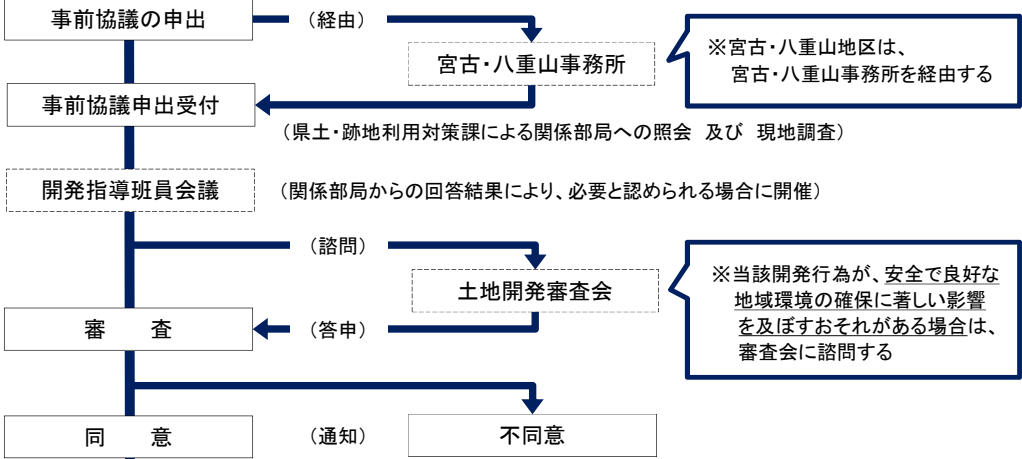 事前協議の申出
(経由)
宮古・八重山事務所
※宮古・八重山地区は、
宮古・八重山事務所を経由する
事前協議申出受付
(県土・跡地利用対策課による関係部局への照会 及び 現地調査)
開発指導班員会議
(関係部局からの回答結果により、必要と認められる場合に開催)
(諮問)
土地開発審査会
※当該開発行為が、安全で良好な
地域環境の確保に著しい影響
を及ぼすおそれがある場合は、
審査会に諮問する
審 査
(答申)
同 意
(通知)
不同意